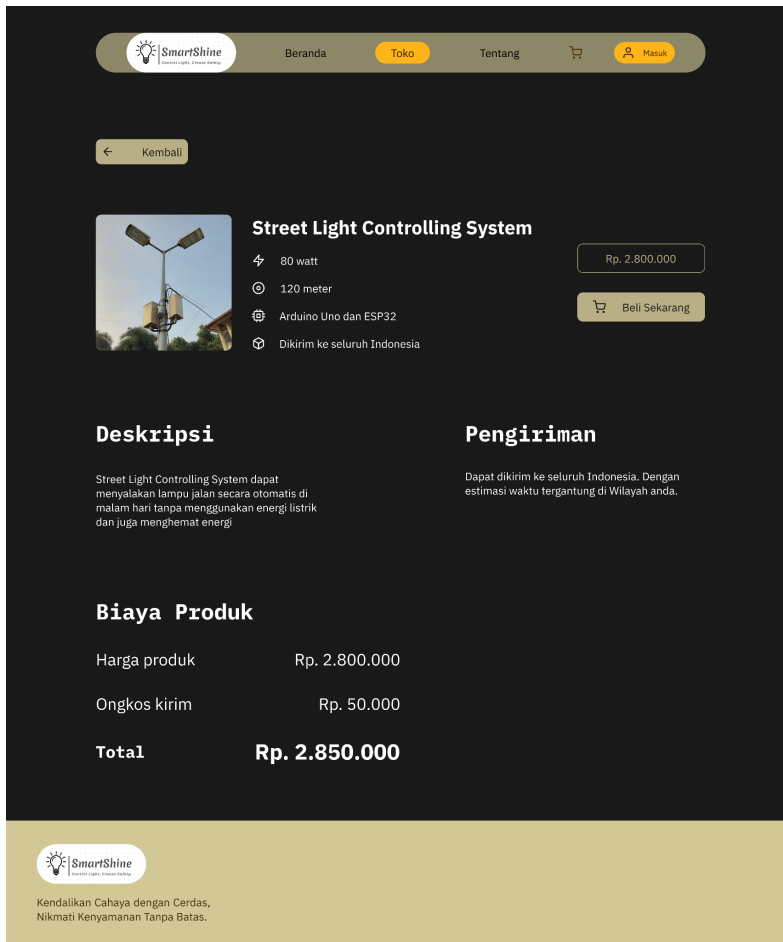 SmartShine
Control Light, Create Safety.
Beranda
Toko
Tentang
Masuk
Kembali
Street Light Controlling System
80 watt
120 meter
Arduino Uno dan ESP32
Dikirim ke seluruh Indonesia
Rp. 2.800.000
Beli Sekarang
Deskripsi
Street Light Controlling System dapat
menyalakan lampu jalan secara otomatis di
malam hari tanpa menggunakan energi listrik
dan juga menghemat energi
Pengiriman
Dapat dikirim ke seluruh Indonesia. Dengan
estimasi waktu tergantung di Wilayah anda.
Biaya Produk
Harga produk Rp. 2.800.000
Ongkos kirim Rp. 50.000
Total Rp. 2.850.000
SmartShine
Control Light, Create Safety.
Kendalikan Cahaya dengan Cerdas,
Nikmati Kenyamanan Tanpa Batas.